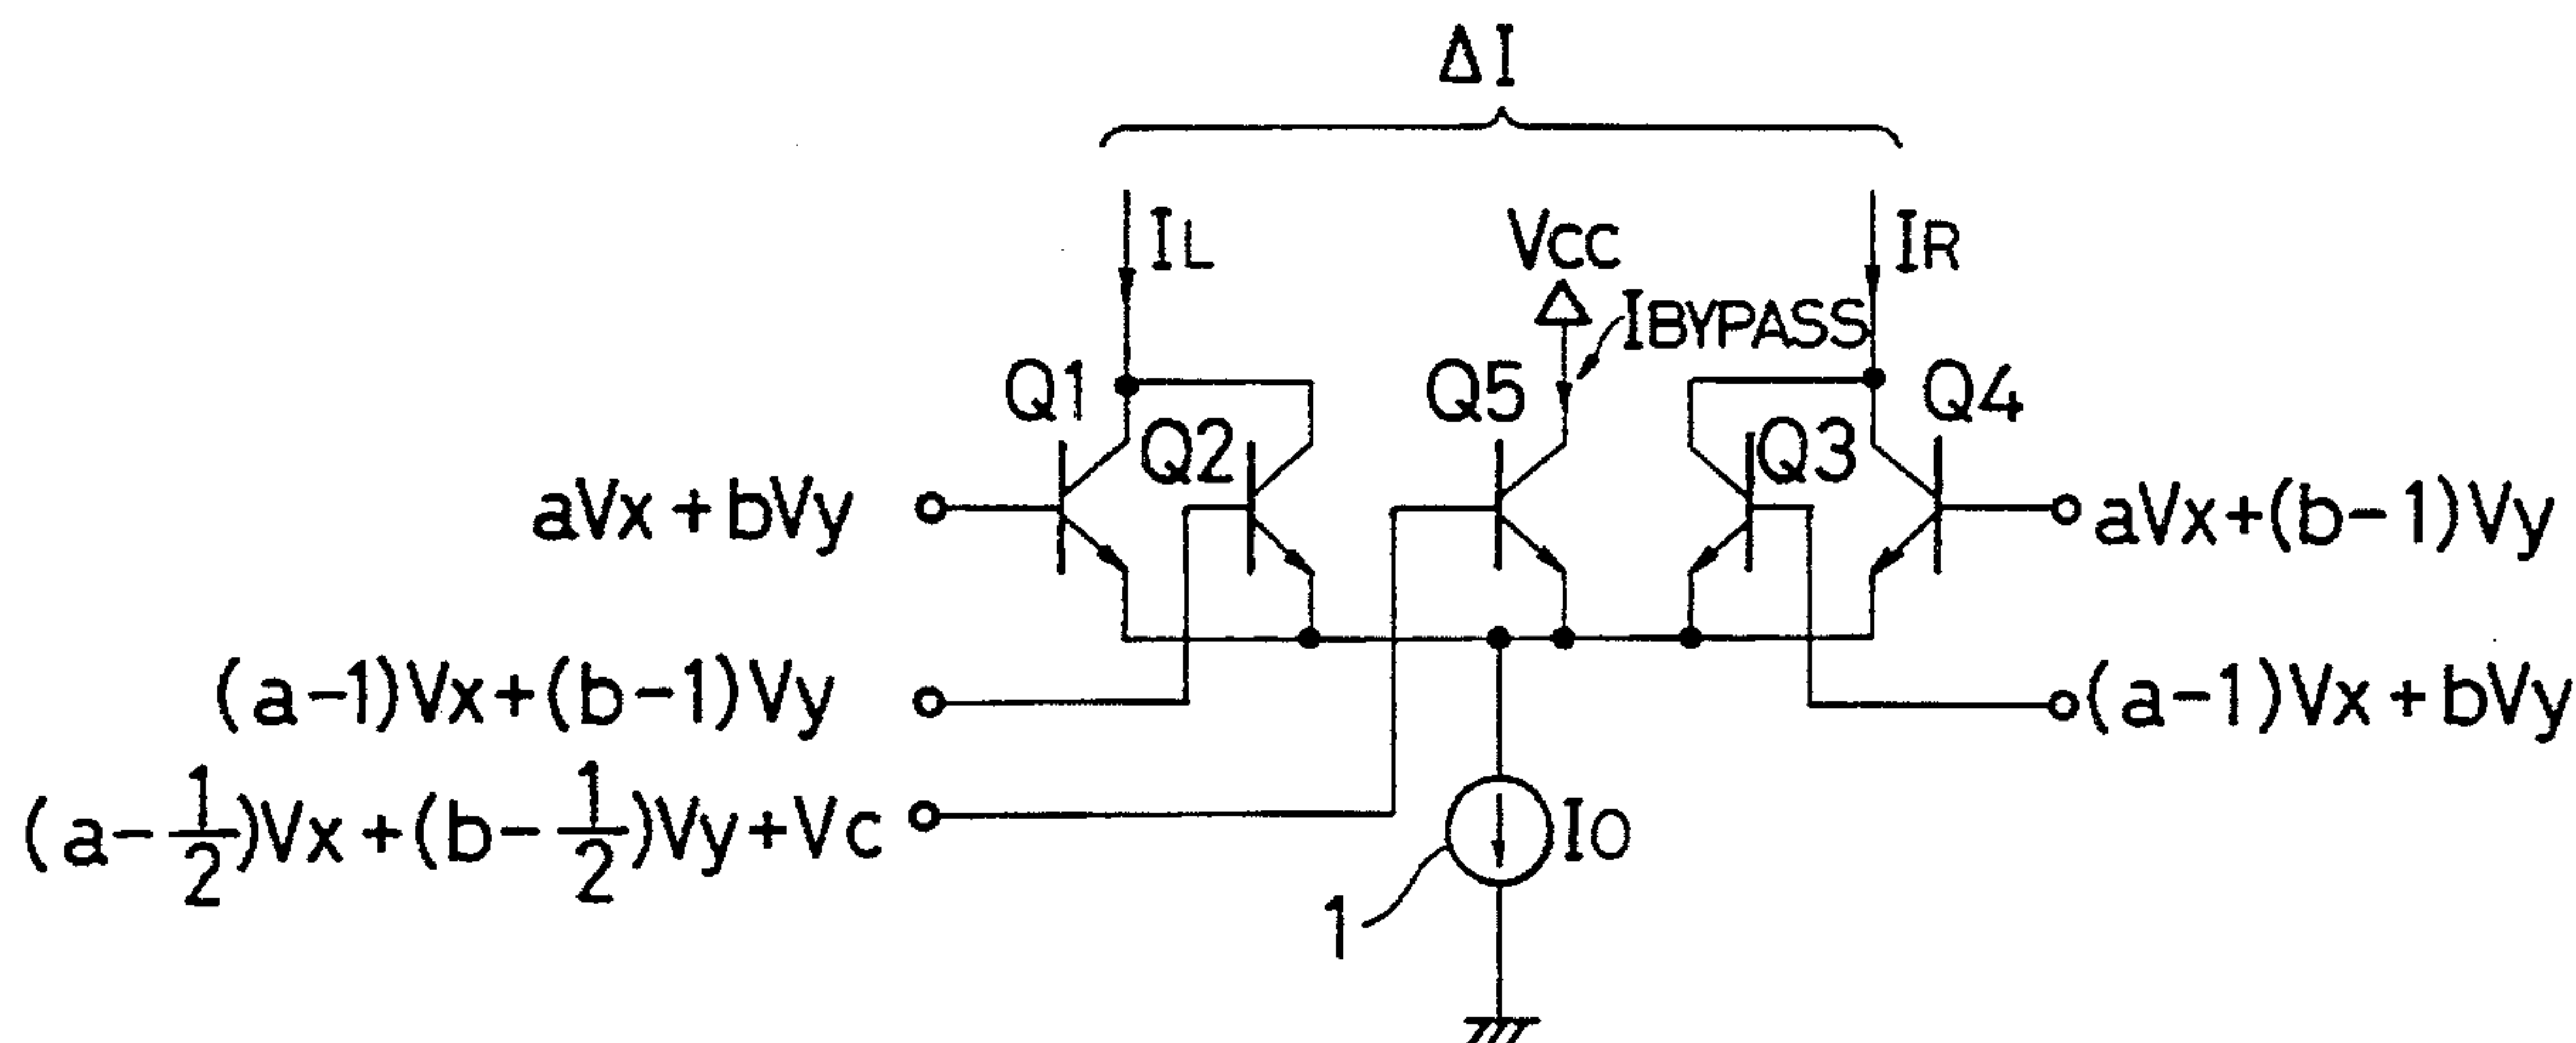 ΔI
IL
VCC
IR
IBYPASS
Q1
Q2
Q5
Q3
Q4
aVx+bVy
aVx+(b-1)Vy
(a-1)Vx+(b-1)Vy
(a-1)Vx+bVy
(a-1/2)Vx+(b-1/2)Vy+Vc
IO
1